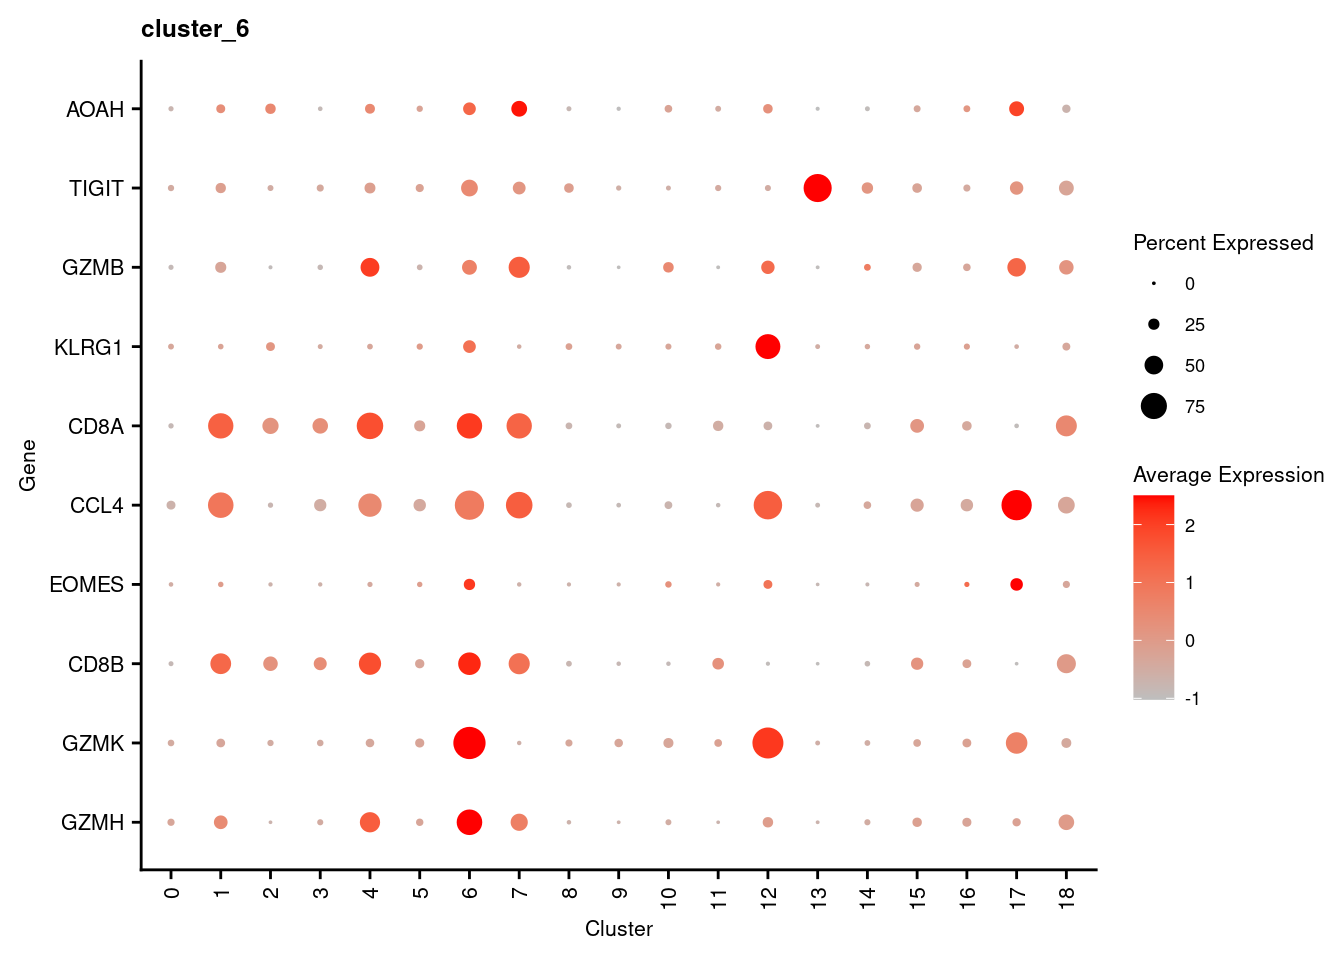 cluster_6
AOAH
TIGIT
GZMB
KLRG1
CD8A
CCL4
EOMES
CD8B
GZMK
GZMH
Gene
0 1 2 3 4 5 6 7 8 9 10 11 12 13 14 15 16 17 18
Cluster
Percent Expressed
0
25
50
75
Average Expression
2
1
0
-1